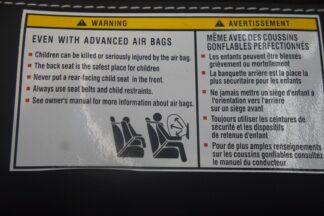 WARNING
EVEN WITH ADVANCED AIR BAGS
Children can be killed or seriously injured by the air bag.
The back seat is the safest place for children
Never put a rear-facing child seat in the front.
Always use seat belts and child restraints.
See owner's manual for more information about air bags.
AVERTISSEMENT
MÊME AVEC DES COUSSINS
GONFLABLES PERFECTIONNÉS
Les enfants peuvent être blessés
grièvement ou mortellement
La banquette arrière est la place la
plus sécuritaire pour les enfants.
Ne jamais mettre un siège d'enfant à
l'orientation vers l'arrière
sur un siège avant
Toujours utiliser les ceintures de
sécurité et les dispositifs
de retenue d'enfant
Pour de plus amples renseignements
sur les coussins gonflables consultez
le manuel du conducteur